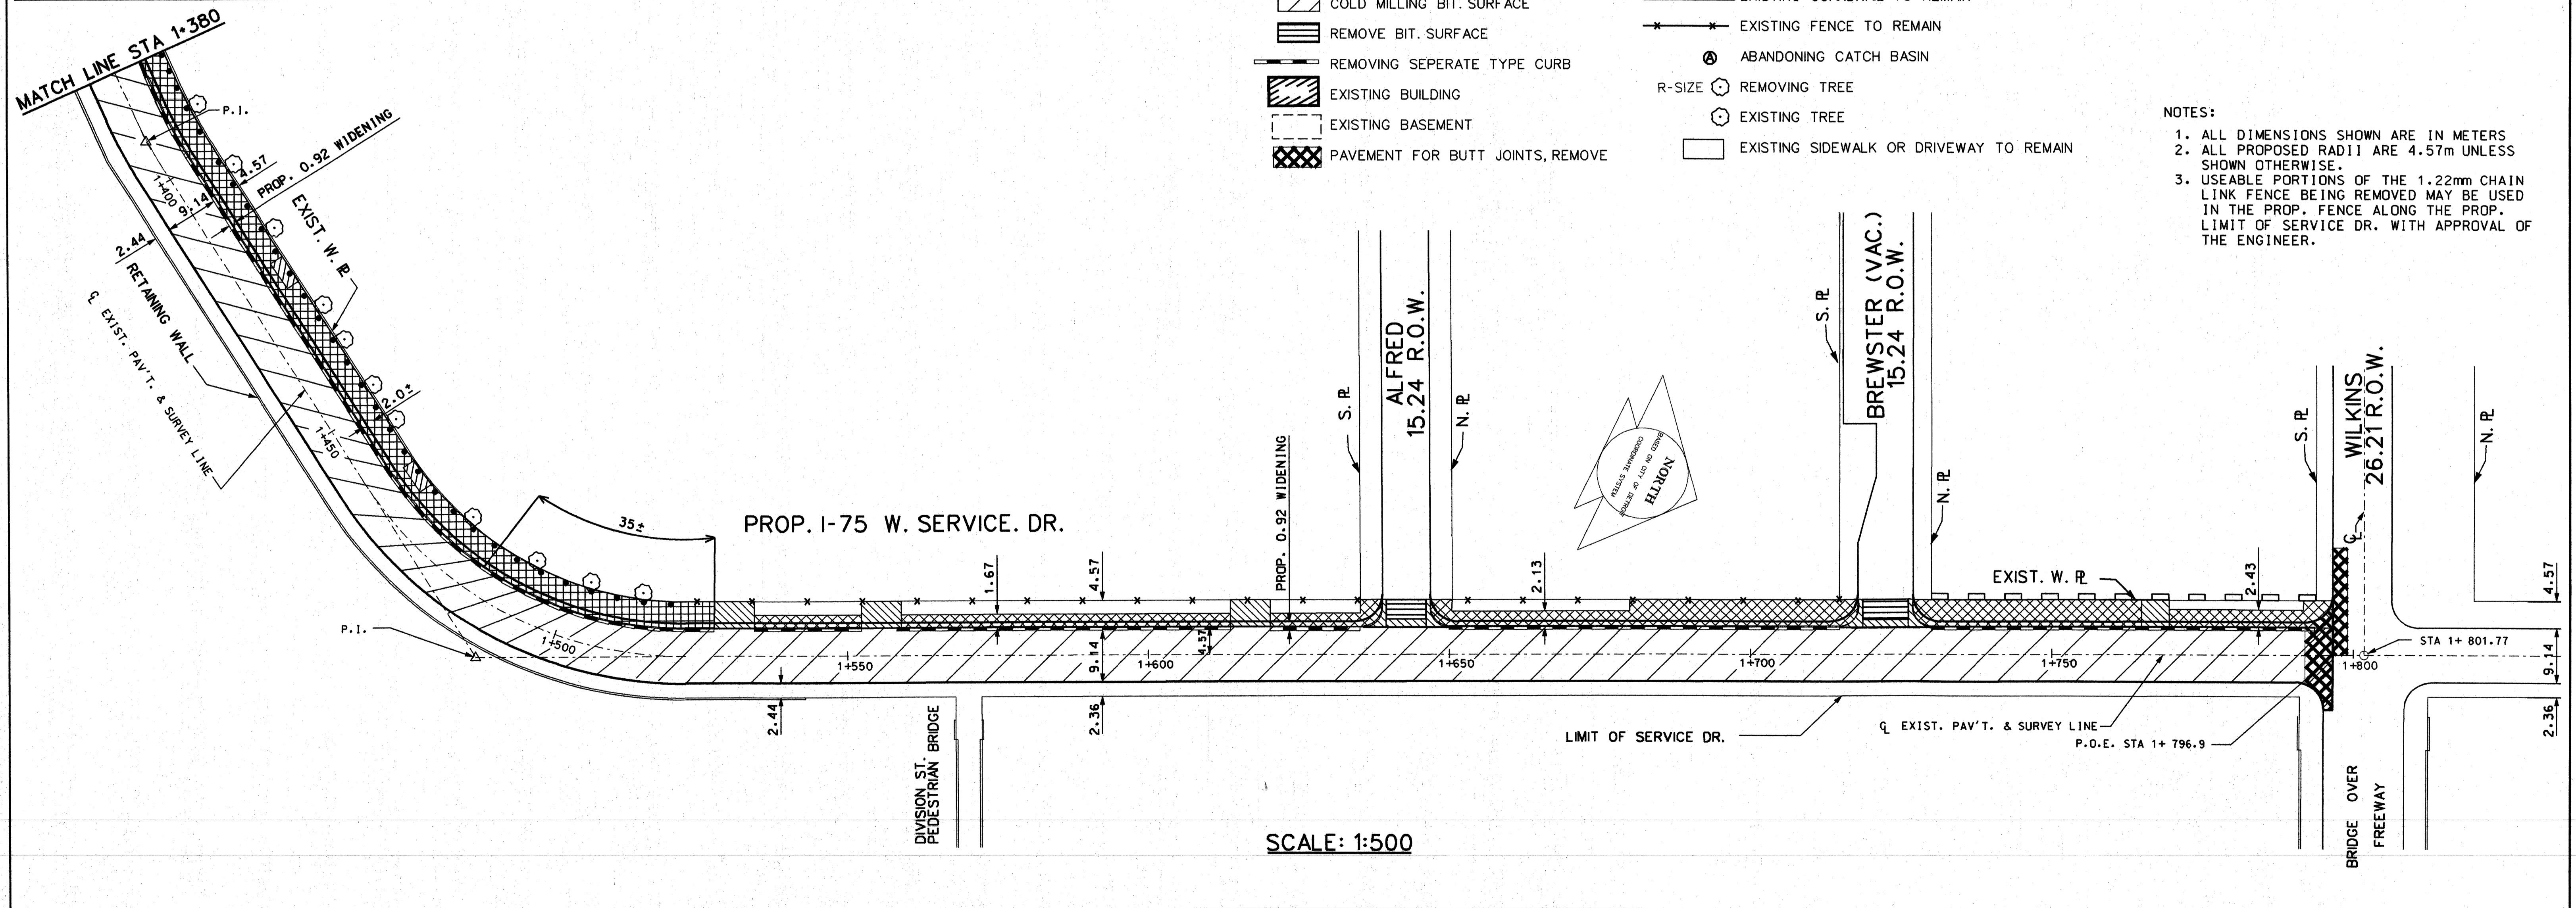 COLD MILLING BIT. SURFACE
REMOVE BIT. SURFACE
REMOVING SEPERATE TYPE CURB
EXISTING BUILDING
EXISTING BASEMENT
PAVEMENT FOR BUTT JOINTS, REMOVE
EXISTING FENCE TO REMAIN
A ABANDONING CATCH BASIN
R-SIZE REMOVING TREE
EXISTING TREE
EXISTING SIDEWALK OR DRIVEWAY TO REMAIN
NOTES:
1. ALL DIMENSIONS SHOWN ARE IN METERS
2. ALL PROPOSED RADII ARE 4.57m UNLESS
SHOWN OTHERWISE.
3. USEABLE PORTIONS OF THE 1.22mm CHAIN
LINK FENCE BEING REMOVED MAY BE USED
IN THE PROP. FENCE ALONG THE PROP.
LIMIT OF SERVICE DR. WITH APPROVAL OF
THE ENGINEER.
MATCH LINE STA 1+380
P.I.
4.57
PROP. 0.92 WIDENING
1+400
9.14
EXIST. W. PL
2.44
RETAINING WALL
CL EXIST. PAV'T. & SURVEY LINE
2.0±
1+450
35±
P.I.
1+500
PROP. I-75 W. SERVICE. DR.
1.67
4.57
PROP. 0.92 WIDENING
S. PL
ALFRED
15.24 R.O.W.
N. PL
2.13
NORTH
BASED ON CITY OF DETROIT
COORDINATE SYSTEM
S. PL
BREWSTER (VAC.)
15.24 R.O.W.
N. PL
EXIST. W. PL
2.43
S. PL
WILKINS
26.21 R.O.W.
CL
N. PL
4.57
1+550
9.14
1+600
4.57
1+650
1+700
1+750
1+800
STA 1+ 801.77
9.14
2.44
2.36
2.36
DIVISION ST.
PEDESTRIAN BRIDGE
LIMIT OF SERVICE DR.
CL EXIST. PAV'T. & SURVEY LINE
P.O.E. STA 1+ 796.9
BRIDGE OVER
FREEWAY
SCALE: 1:500